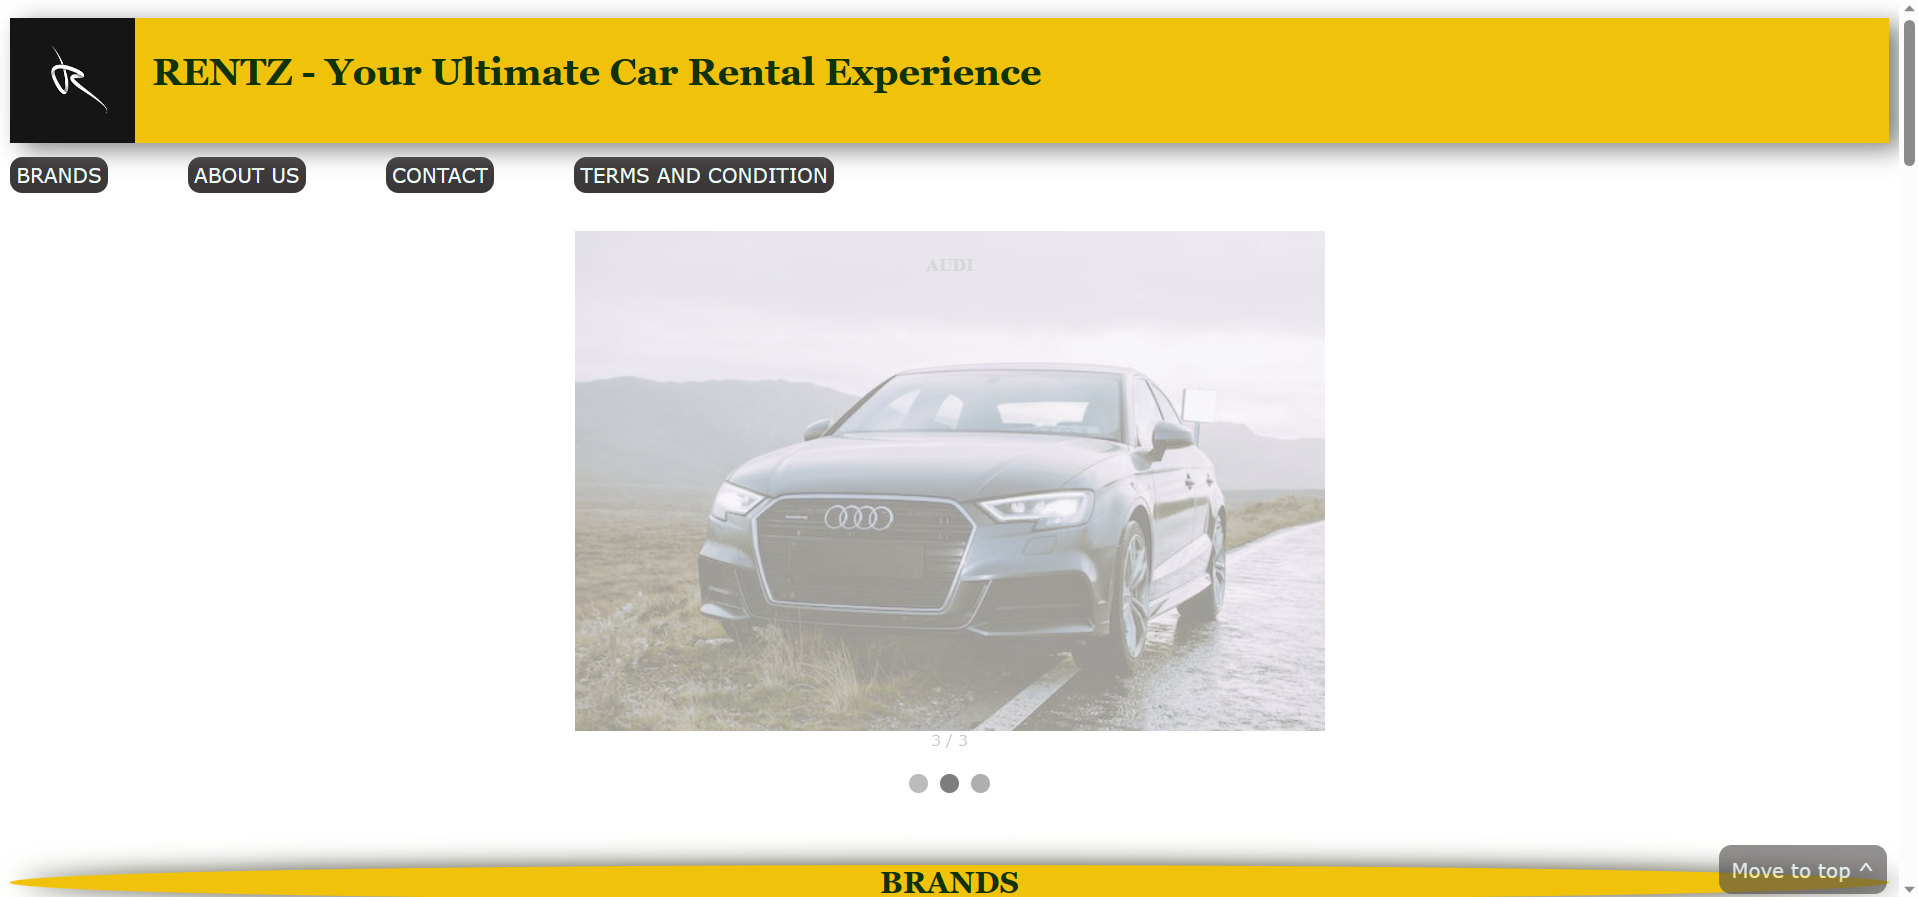 RENTZ - Your Ultimate Car Rental Experience
BRANDS
ABOUT US
CONTACT
TERMS AND CONDITION
AUDI
3 / 3
BRANDS
Move to top ^